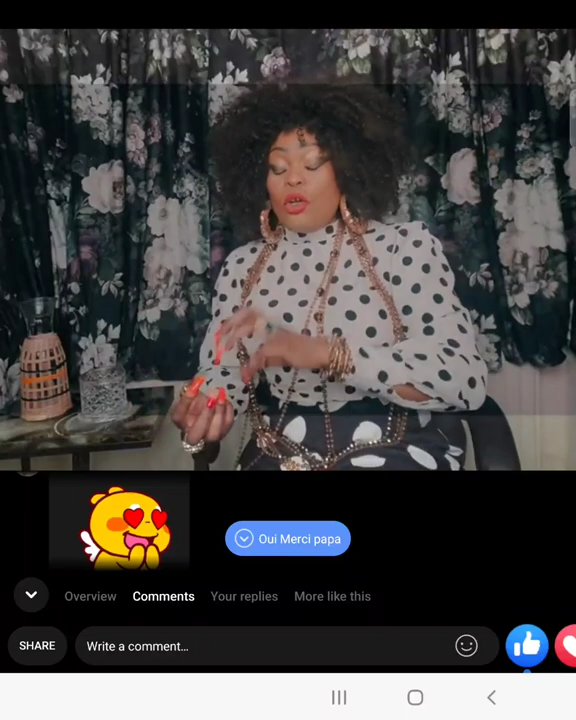 Oui Merci papa
Overview Comments Your replies More like this
SHARE Write a comment...